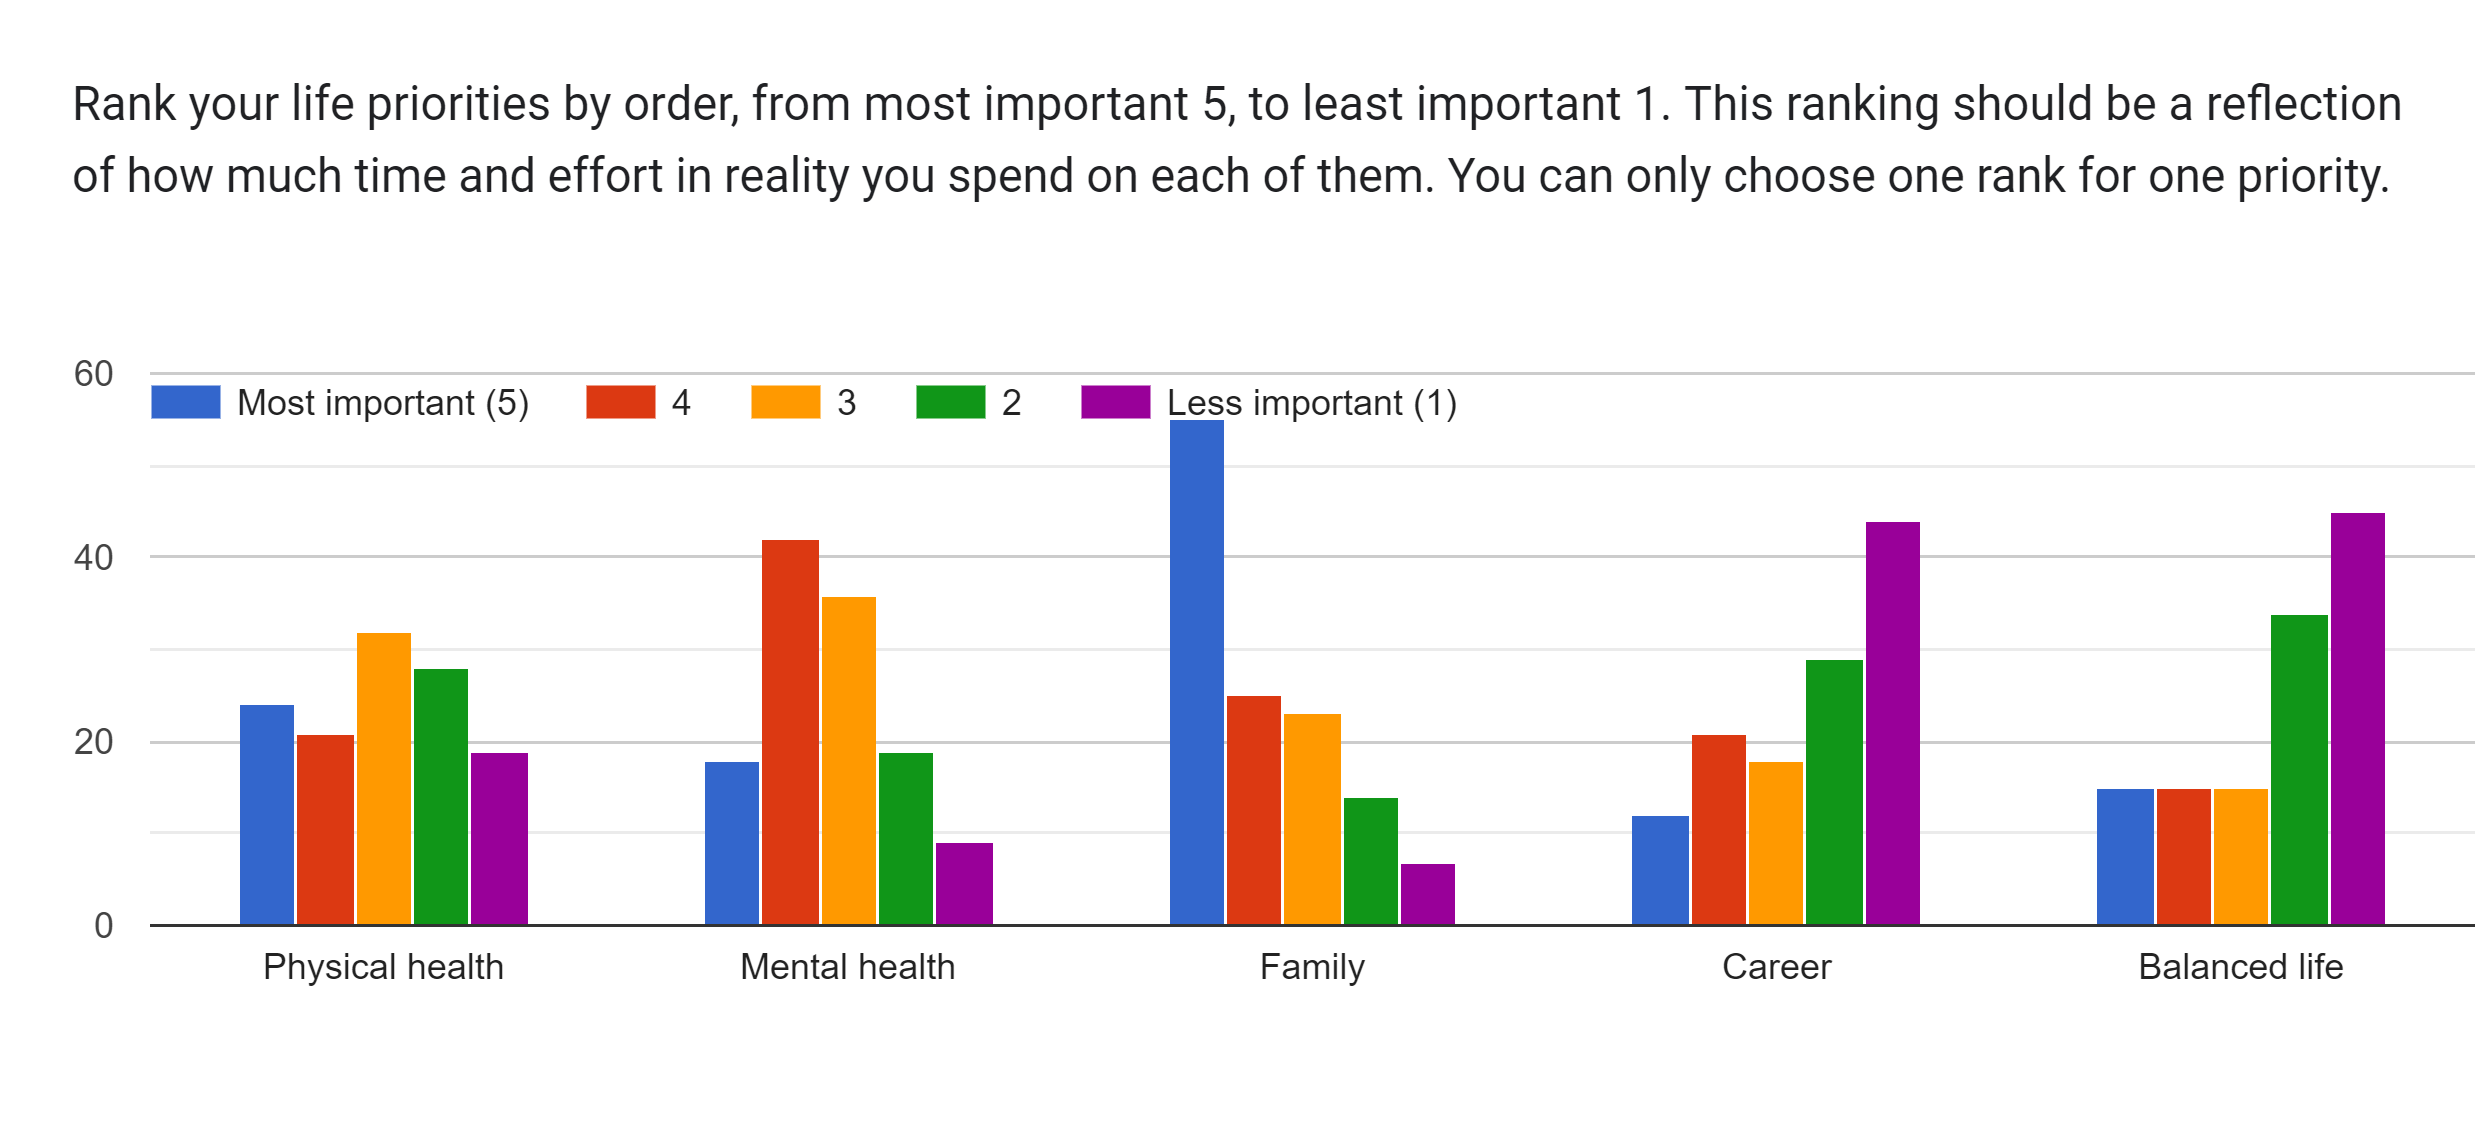 Rank your life priorities by order, from most important 5, to least important 1. This ranking should be a reflection
of how much time and effort in reality you spend on each of them. You can only choose one rank for one priority.
60
Most important (5) 4 3 2 Less important (1)
40
20
0
Physical health Mental health Family Career Balanced life